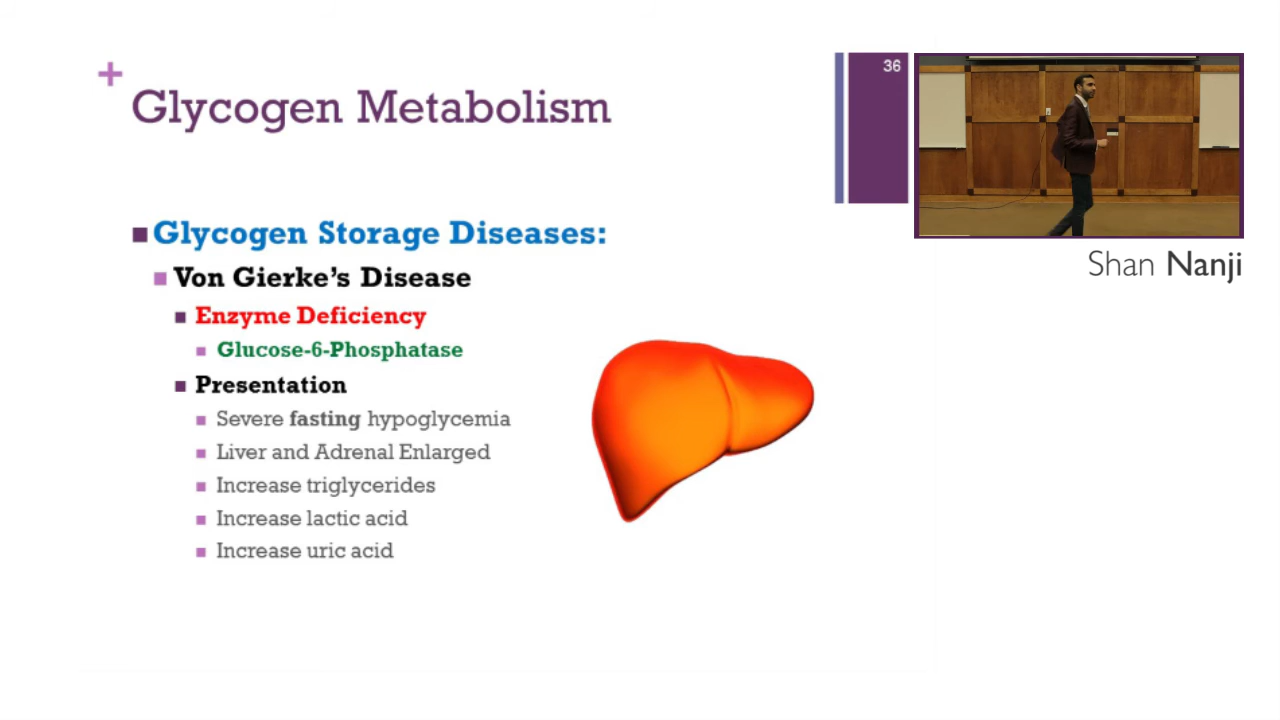 +
Glycogen Metabolism
36
Shan Nanji
Glycogen Storage Diseases:
Von Gierke's Disease
Enzyme Deficiency
Glucose-6-Phosphatase
Presentation
Severe fasting hypoglycemia
Liver and Adrenal Enlarged
Increase triglycerides
Increase lactic acid
Increase uric acid